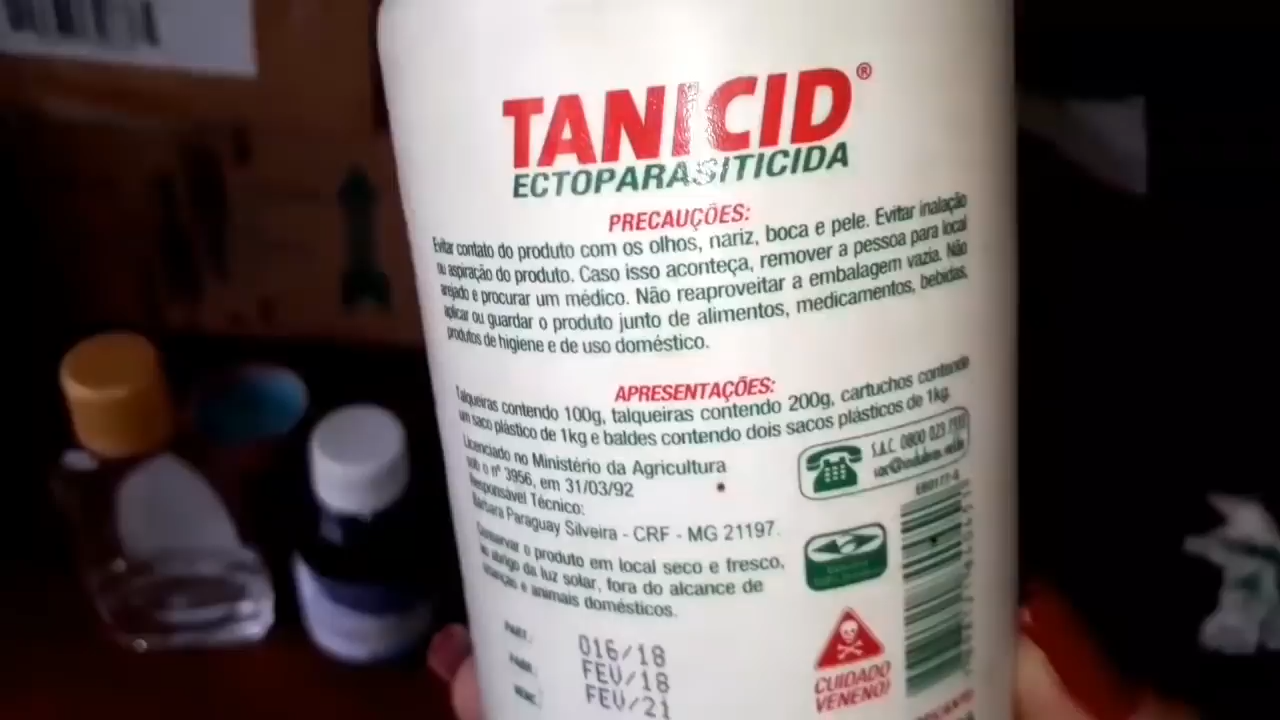 TANICID®
ECTOPARASITICIDA
PRECAUÇÕES:
Evitar contato do produto com os olhos, nariz, boca e pele. Evitar inalação
ou aspiração do produto. Caso isso aconteça, remover a pessoa para local
arejado e procurar um médico. Não reaproveitar a embalagem vazia. Não
aplicar ou guardar o produto junto de alimentos, medicamentos, bebidas,
produtos de higiene e de uso doméstico.
APRESENTAÇÕES:
Talqueiras contendo 100g, talqueiras contendo 200g, cartuchos contendo
um saco plástico de 1kg e baldes contendo dois sacos plásticos de 1kg.
Licenciado no Ministério da Agricultura
sob o nº 3956, em 31/03/92
Responsável Técnico:
Bárbara Paraguay Silveira - CRF - MG 21197.
Conservar o produto em local seco e fresco,
ao abrigo da luz solar, fora do alcance de
crianças e animais domésticos.
S.A.C. 0800 023
PART.:
016/18
FABR.:
FEV/18
VENC.:
FEV/21
CUIDADO
VENENO!